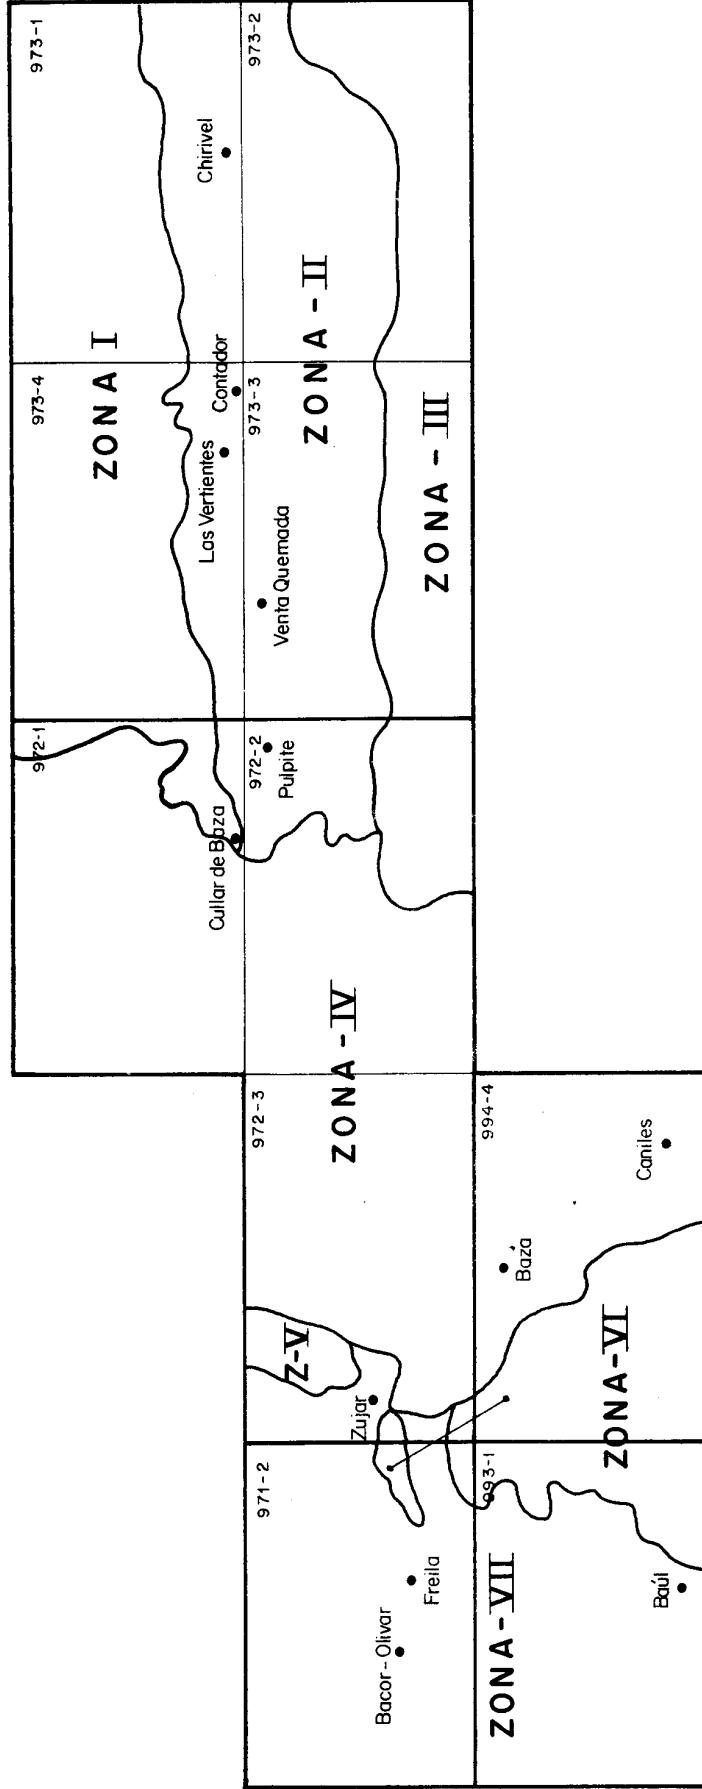 973-1
973-2
Chirivel
ZONA I
ZONA-II
973-4
973-3
Contador
Las Vertientes
Venta Quemada
ZONA-III
972-1
972-2
Pulpite
Cullar de Baza
ZONA-IV
972-3
994-4
Caniles
Baza
Z-V
Zujar
ZONA-VI
971-2
993-1
Freila
Bacor-Olivar
ZONA-VII
Baúl